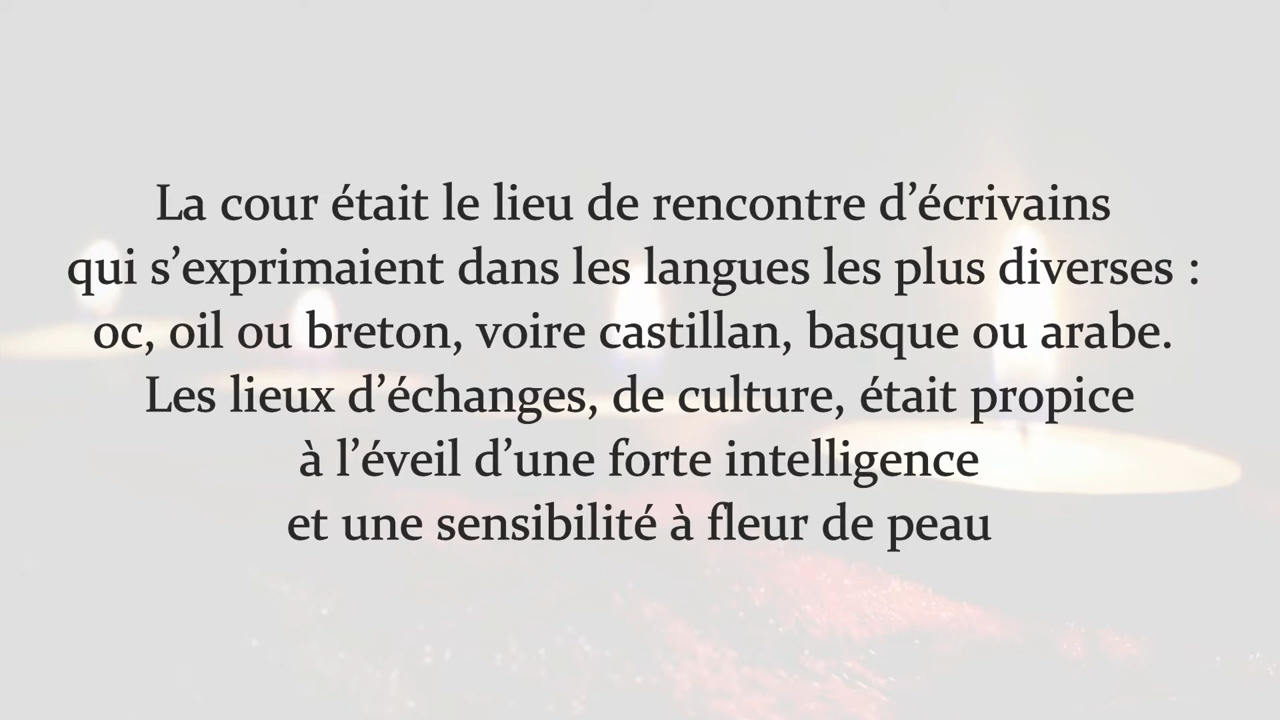 La cour était le lieu de rencontre d’écrivains
qui s’exprimaient dans les langues les plus diverses :
oc, oil ou breton, voire castillan, basque ou arabe.
Les lieux d’échanges, de culture, était propice
à l’éveil d’une forte intelligence
et une sensibilité à fleur de peau